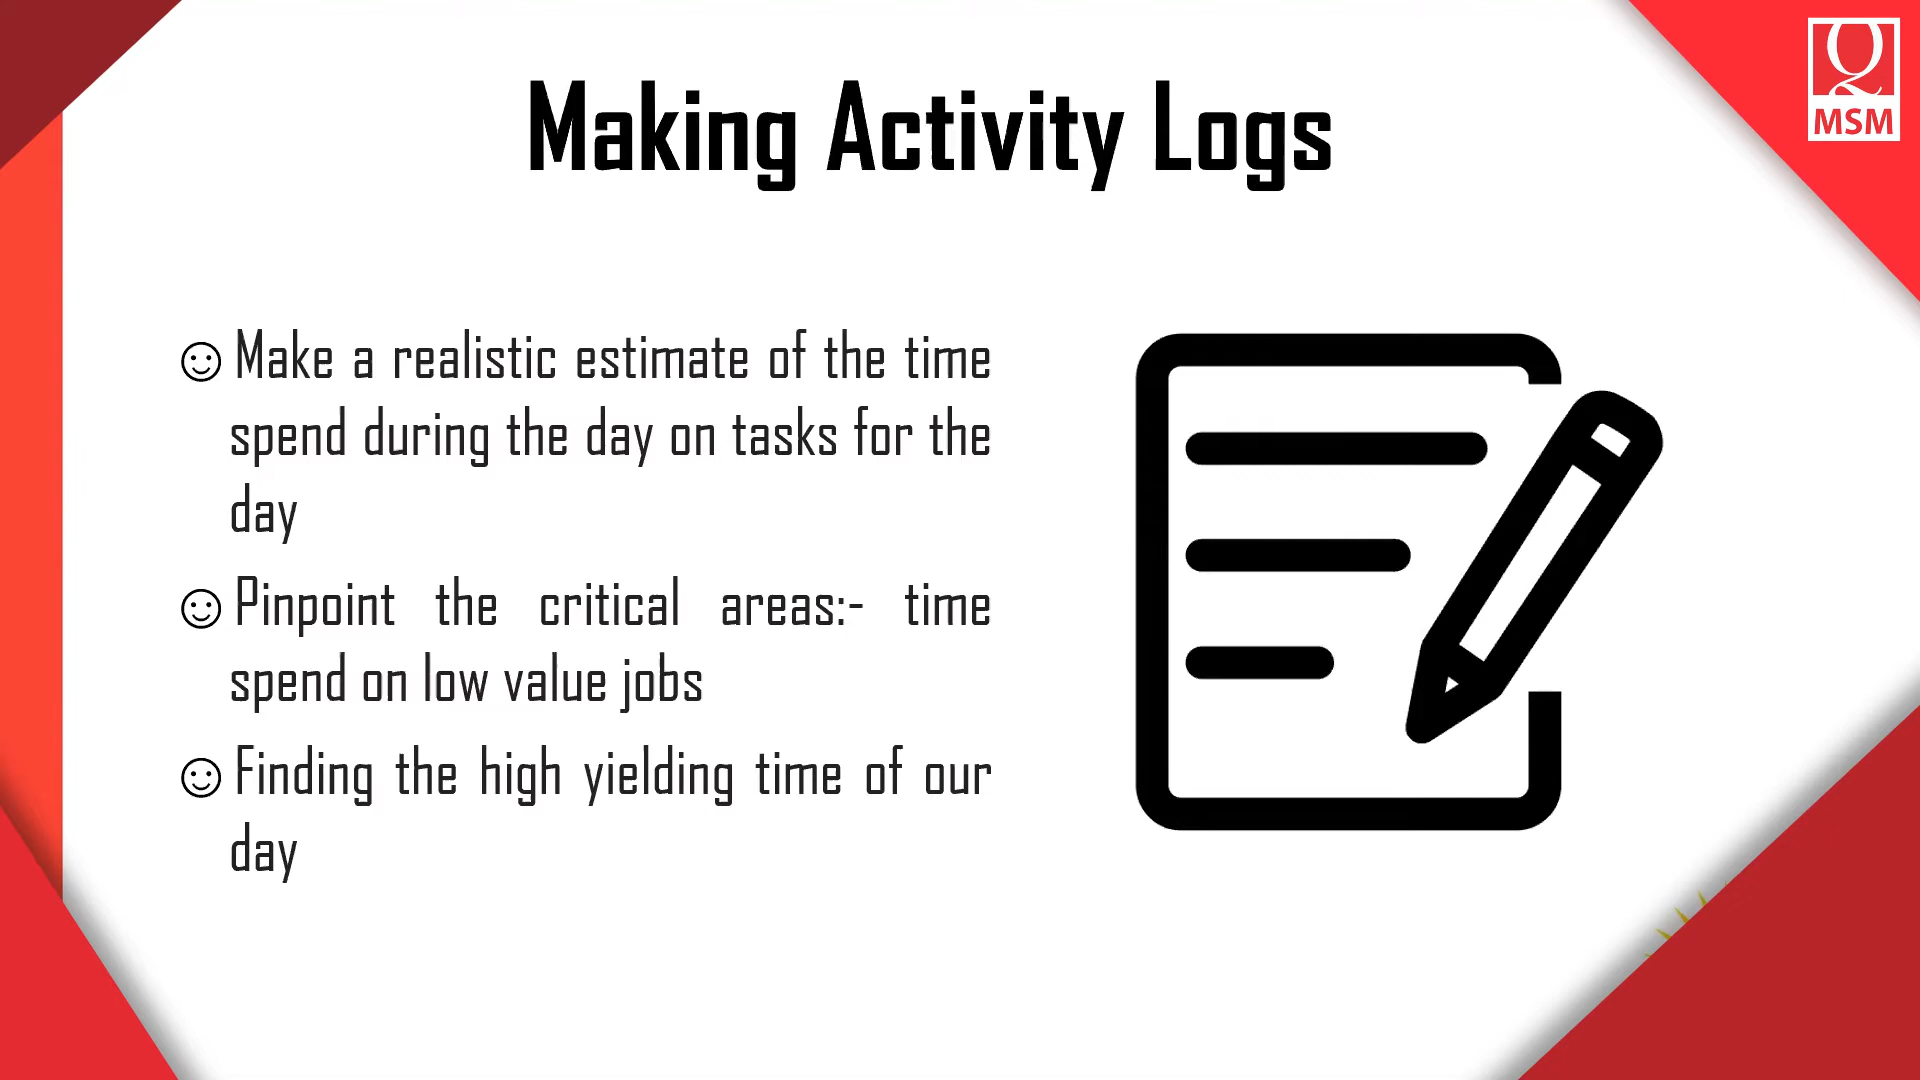 Making Activity Logs
Q
MSM
☺Make a realistic estimate of the time
spend during the day on tasks for the
day
☺Pinpoint the critical areas:- time
spend on low value jobs
☺Finding the high yielding time of our
day